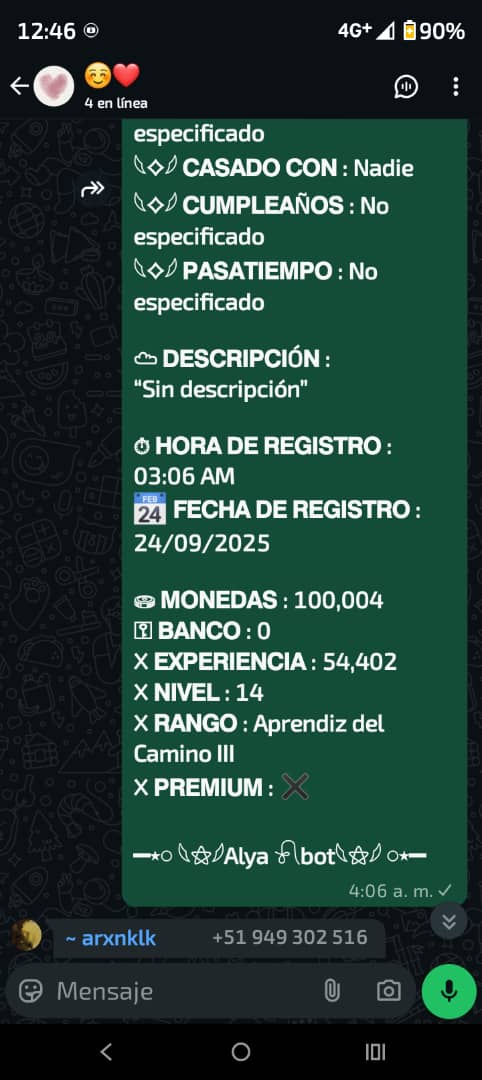 12:46
4G+ 90%
☺️❤️
4 en línea
especificado
CASADO CON : Nadie
CUMPLEAÑOS : No
especificado
PASATIEMPO : No
especificado
DESCRIPCIÓN :
“Sin descripción”
⏱ HORA DE REGISTRO :
03:06 AM
📆 FECHA DE REGISTRO :
24/09/2025
MONEDAS : 100,004
BANCO : 0
X EXPERIENCIA : 54,402
X NIVEL : 14
X RANGO : Aprendiz del
Camino III
X PREMIUM : ❌
Alya bot
4:06 a. m. ✓
~ arxnklk +51 949 302 516
Mensaje